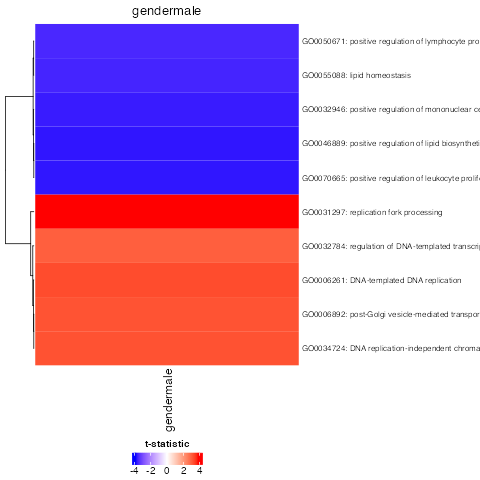 gendermale
GO0050671: positive regulation of lymphocyte pro
GO0055088: lipid homeostasis
GO0032946: positive regulation of mononuclear ce
GO0046889: positive regulation of lipid biosyntheti
GO0070665: positive regulation of leukocyte prolife
GO0031297: replication fork processing
GO0032784: regulation of DNA-templated transcrip
GO0006261: DNA-templated DNA replication
GO0006892: post-Golgi vesicle-mediated transpor
GO0034724: DNA replication-independent chroma
gendermale
t-statistic
-4 -2 0 2 4